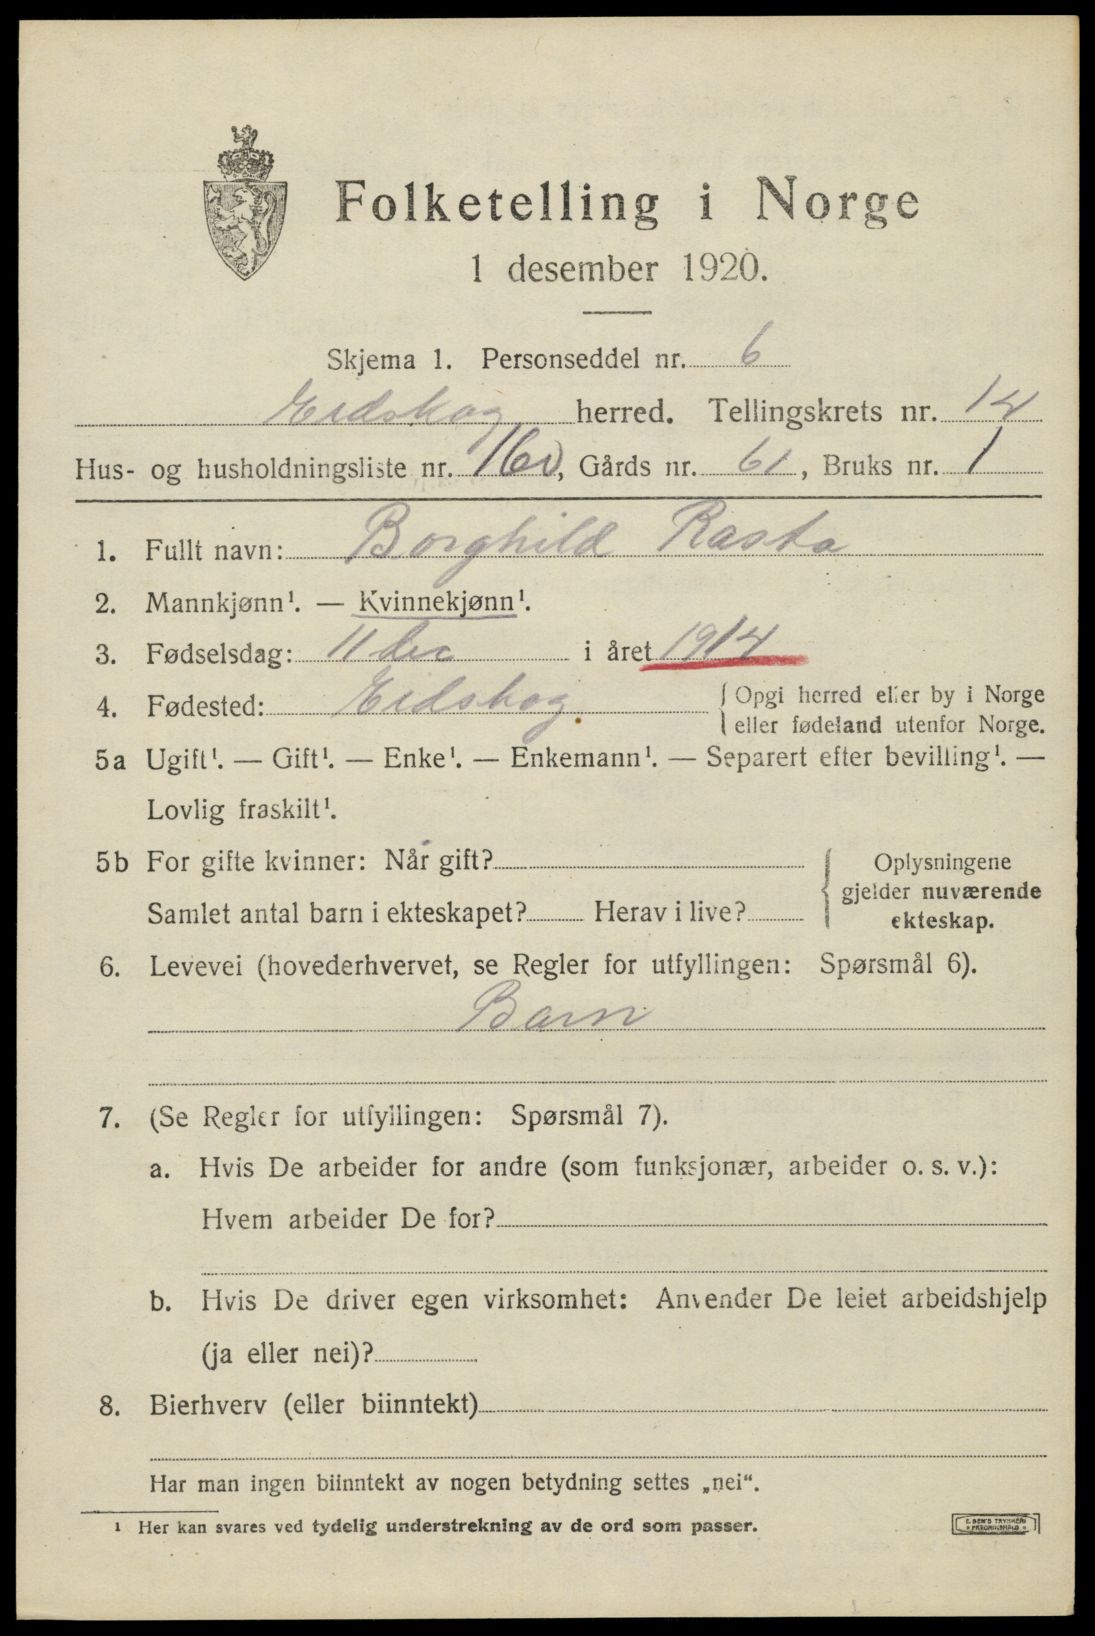 Folketelling i Norge
1 desember 1920.
Skjema 1. Personseddel nr. 6
Eidskog herred. Tellingskrets nr. 14
Hus- og husholdningsliste nr. 160, Gårds nr. 61, Bruks nr. 1
1. Fullt navn: Borghild Rasta
2. Mannkjønn¹. — Kvinnekjønn¹.
3. Fødselsdag: 11 des i året 1914
4. Fødested: Eidskog { Opgi herred eller by i Norge
eller fødeland utenfor Norge.
5a Ugift¹. — Gift¹. — Enke¹. — Enkemann¹. — Separert efter bevilling¹. —
Lovlig fraskilt¹.
5b For gifte kvinner: Når gift? { Oplysningene
gjelder nuværende
Samlet antal barn i ekteskapet? Herav i live? ekteskap.
6. Levevei (hovederhvervet, se Regler for utfyllingen: Spørsmål 6).
Barn
7. (Se Regler for utfyllingen: Spørsmål 7).
a. Hvis De arbeider for andre (som funksjonær, arbeider o. s. v.):
Hvem arbeider De for?
b. Hvis De driver egen virksomhet: Anvender De leiet arbeidshjelp
(ja eller nei)?
8. Bierhverv (eller biinntekt)
Har man ingen biinntekt av nogen betydning settes „nei“.
¹ Her kan svares ved tydelig understrekning av de ord som passer.